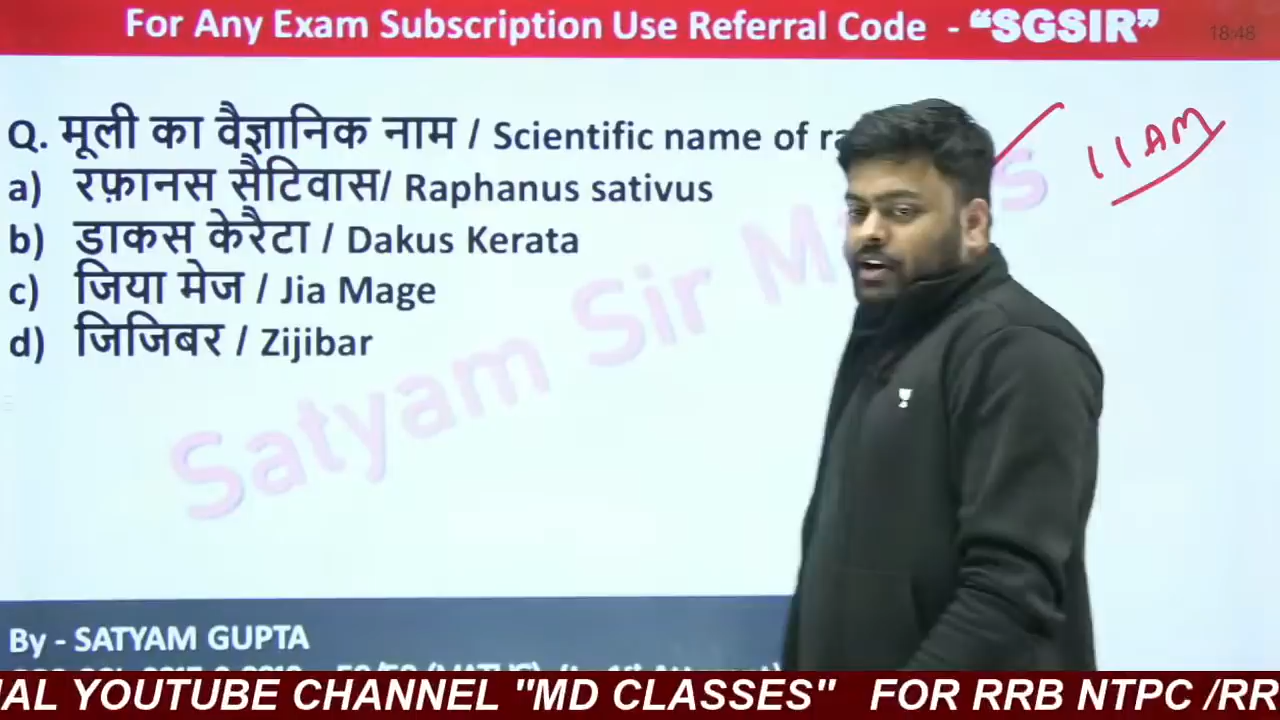 For Any Exam Subscription Use Referral Code - “SGSIR”
18:48
Q. मूली का वैज्ञानिक नाम / Scientific name of
11 AM
a) रफ़ानस सैटिवास/ Raphanus sativus
b) डाकस केरैटा / Dakus Kerata
c) जिया मेज / Jia Mage
d) जिजिबर / Zijibar
Satyam Sir Maths
By - SATYAM GUPTA
YOUTUBE CHANNEL "MD CLASSES" FOR RRB NTPC /RR